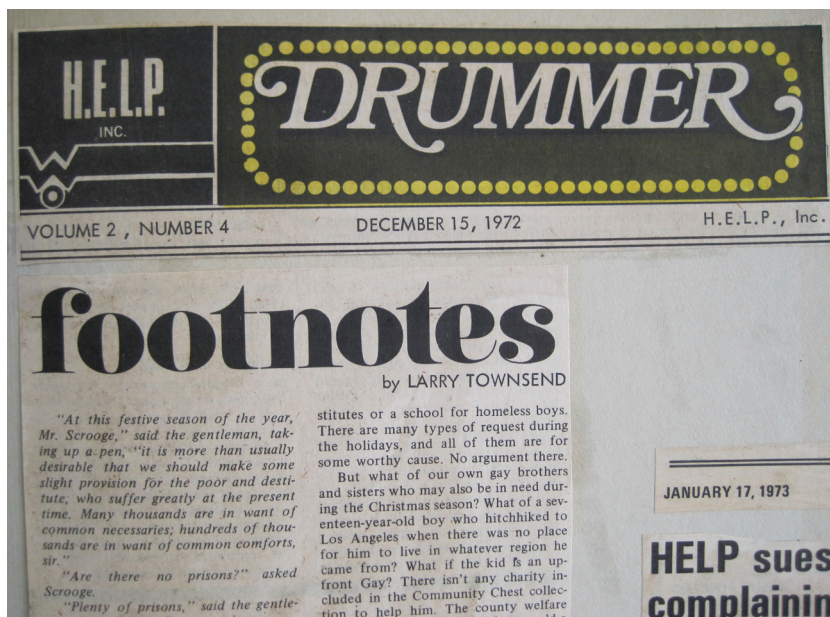 H.E.L.P.
INC.
DRUMMER
VOLUME 2, NUMBER 4
DECEMBER 15, 1972
H.E.L.P., Inc.
footnotes
by LARRY TOWNSEND
"At this festive season of the year,
Mr. Scrooge," said the gentleman, tak-
ing up a pen, "it is more than usually
desirable that we should make some
slight provision for the poor and desti-
tute, who suffer greatly at the present
time. Many thousands are in want of
common necessaries; hundreds of thou-
sands are in want of common comforts,
sir."
"Are there no prisons?" asked
Scrooge.
"Plenty of prisons," said the gentle-
stitutes or a school for homeless boys.
There are many types of request during
the holidays, and all of them are for
some worthy cause. No argument there.
But what of our own gay brothers
and sisters who may also be in need dur-
ing the Christmas season? What of a sev-
enteen-year-old boy who hitchhiked to
Los Angeles when there was no place
for him to live in whatever region he
came from? What if the kid is an up-
front Gay? There isn't any charity in-
cluded in the Community Chest collec-
tion to help him. The county welfare
JANUARY 17, 1973
HELP sues
complainin